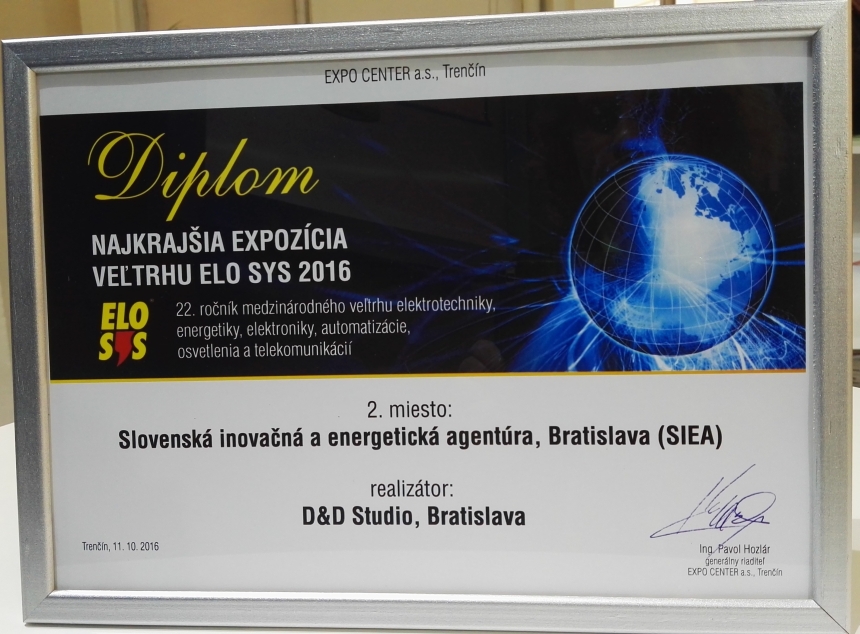 EXPO CENTER a.s., Trenčín
Diplom
NAJKRAJŠIA EXPOZÍCIA
VEĽTRHU ELO SYS 2016
ELO
SYS
22. ročník medzinárodného veľtrhu elektrotechniky,
energetiky, elektroniky, automatizácie,
osvetlenia a telekomunikácií
2. miesto:
Slovenská inovačná a energetická agentúra, Bratislava (SIEA)
realizátor:
D&D Studio, Bratislava
Trenčín, 11. 10. 2016
Ing. Pavol Hozlár
generálny riaditeľ
EXPO CENTER a.s., Trenčín